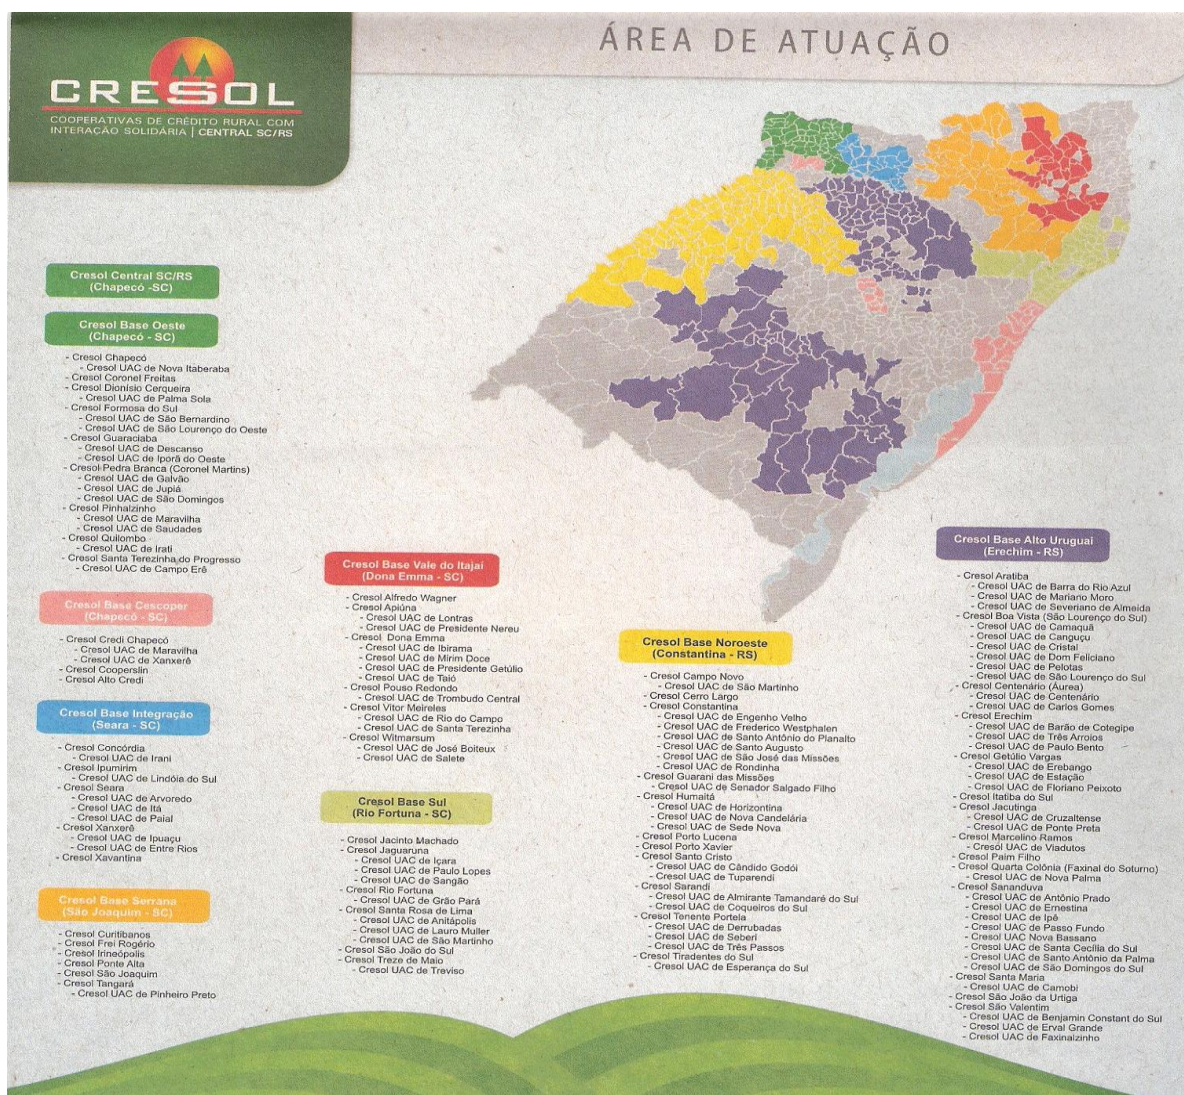 CRESOL
COOPERATIVAS DE CRÉDITO RURAL COM
INTERAÇÃO SOLIDÁRIA | CENTRAL SC/RS
ÁREA DE ATUAÇÃO
Cresol Central SC/RS
(Chapecó -SC)
Cresol Base Oeste
(Chapecó - SC)
- Cresol Chapecó
- Cresol UAC de Nova Itaberaba
- Cresol Coronel Freitas
- Cresol Dionísio Cerqueira
- Cresol UAC de Palma Sola
- Cresol Formosa do Sul
- Cresol UAC de São Bernardino
- Cresol UAC de São Lourenço do Oeste
- Cresol Guaraciaba
- Cresol UAC de Descanso
- Cresol UAC de Iporã do Oeste
- Cresol Pedra Branca (Coronel Martins)
- Cresol UAC de Galvão
- Cresol UAC de Jupiá
- Cresol UAC de São Domingos
- Cresol Pinhalzinho
- Cresol UAC de Maravilha
- Cresol UAC de Saudades
- Cresol Quilombo
- Cresol UAC de Irati
- Cresol Santa Terezinha do Progresso
- Cresol UAC de Campo Erê
Cresol Base Cescoper
(Chapecó - SC)
- Cresol Credi Chapecó
- Cresol UAC de Maravilha
- Cresol UAC de Xanxerê
- Cresol Cooperslin
- Cresol Alto Credi
Cresol Base Integração
(Seara - SC)
- Cresol Concórdia
- Cresol UAC de Irani
- Cresol Ipumirim
- Cresol UAC de Lindóia do Sul
- Cresol Seara
- Cresol UAC de Arvoredo
- Cresol UAC de Itá
- Cresol UAC de Paial
- Cresol Xanxerê
- Cresol UAC de Ipuaçu
- Cresol UAC de Entre Rios
- Cresol Xavantina
Cresol Base Serrana
(São Joaquim - SC)
- Cresol Curitibanos
- Cresol Frei Rogério
- Cresol Irineópolis
- Cresol Ponte Alta
- Cresol São Joaquim
- Cresol Tangará
- Cresol UAC de Pinheiro Preto
Cresol Base Vale do Itajaí
(Dona Emma - SC)
- Cresol Alfredo Wagner
- Cresol Apiúna
- Cresol UAC de Lontras
- Cresol UAC de Presidente Nereu
- Cresol Dona Emma
- Cresol UAC de Ibirama
- Cresol UAC de Mirim Doce
- Cresol UAC de Presidente Getúlio
- Cresol UAC de Taió
- Cresol Pouso Redondo
- Cresol UAC de Trombudo Central
- Cresol Vitor Meireles
- Cresol UAC de Rio do Campo
- Cresol UAC de Santa Terezinha
- Cresol Witmarsum
- Cresol UAC de José Boiteux
- Cresol UAC de Salete
Cresol Base Sul
(Rio Fortuna - SC)
- Cresol Jacinto Machado
- Cresol Jaguaruna
- Cresol UAC de Içara
- Cresol UAC de Paulo Lopes
- Cresol UAC de Sangão
- Cresol Rio Fortuna
- Cresol UAC de Grão Pará
- Cresol Santa Rosa de Lima
- Cresol UAC de Anitápolis
- Cresol UAC de Lauro Muller
- Cresol UAC de São Martinho
- Cresol São João do Sul
- Cresol Treze de Maio
- Cresol UAC de Treviso
Cresol Base Noroeste
(Constantina - RS)
- Cresol Campo Novo
- Cresol UAC de São Martinho
- Cresol Cerro Largo
- Cresol Constantina
- Cresol UAC de Engenho Velho
- Cresol UAC de Frederico Westphalen
- Cresol UAC de Santo Antônio do Planalto
- Cresol UAC de Santo Augusto
- Cresol UAC de São José das Missões
- Cresol UAC de Rondinha
- Cresol Guarani das Missões
- Cresol UAC de Senador Salgado Filho
- Cresol Humaitá
- Cresol UAC de Horizontina
- Cresol UAC de Nova Candelária
- Cresol UAC de Sede Nova
- Cresol Porto Lucena
- Cresol Porto Xavier
- Cresol Santo Cristo
- Cresol UAC de Cândido Godói
- Cresol UAC de Tuparendi
- Cresol Sarandi
- Cresol UAC de Almirante Tamandaré do Sul
- Cresol UAC de Coqueiros do Sul
- Cresol Tenente Portela
- Cresol UAC de Derrubadas
- Cresol UAC de Seberi
- Cresol UAC de Três Passos
- Cresol Tiradentes do Sul
- Cresol UAC de Esperança do Sul
Cresol Base Alto Uruguai
(Erechim - RS)
- Cresol Aratiba
- Cresol UAC de Barra do Rio Azul
- Cresol UAC de Mariano Moro
- Cresol UAC de Severiano de Almeida
- Cresol Boa Vista (São Lourenço do Sul)
- Cresol UAC de Camaquã
- Cresol UAC de Canguçu
- Cresol UAC de Cristal
- Cresol UAC de Dom Feliciano
- Cresol UAC de Pelotas
- Cresol UAC de São Lourenço do Sul
- Cresol Centenário (Áurea)
- Cresol UAC de Centenário
- Cresol UAC de Carlos Gomes
- Cresol Erechim
- Cresol UAC de Barão de Cotegipe
- Cresol UAC de Três Arroios
- Cresol UAC de Paulo Bento
- Cresol Getúlio Vargas
- Cresol UAC de Erebango
- Cresol UAC de Estação
- Cresol UAC de Floriano Peixoto
- Cresol Itatiba do Sul
- Cresol Jacutinga
- Cresol UAC de Cruzaltense
- Cresol UAC de Ponte Preta
- Cresol Marcelino Ramos
- Cresol UAC de Viadutos
- Cresol Paim Filho
- Cresol Quarta Colônia (Faxinal do Soturno)
- Cresol UAC de Nova Palma
- Cresol Sananduva
- Cresol UAC de Antônio Prado
- Cresol UAC de Ernestina
- Cresol UAC de Ipê
- Cresol UAC de Passo Fundo
- Cresol UAC Nova Bassano
- Cresol UAC de Santa Cecília do Sul
- Cresol UAC de Santo Antônio da Palma
- Cresol UAC de São Domingos do Sul
- Cresol Santa Maria
- Cresol UAC de Camobi
- Cresol São João da Urtiga
- Cresol São Valentim
- Cresol UAC de Benjamin Constant do Sul
- Cresol UAC de Erval Grande
- Cresol UAC de Faxinalzinho